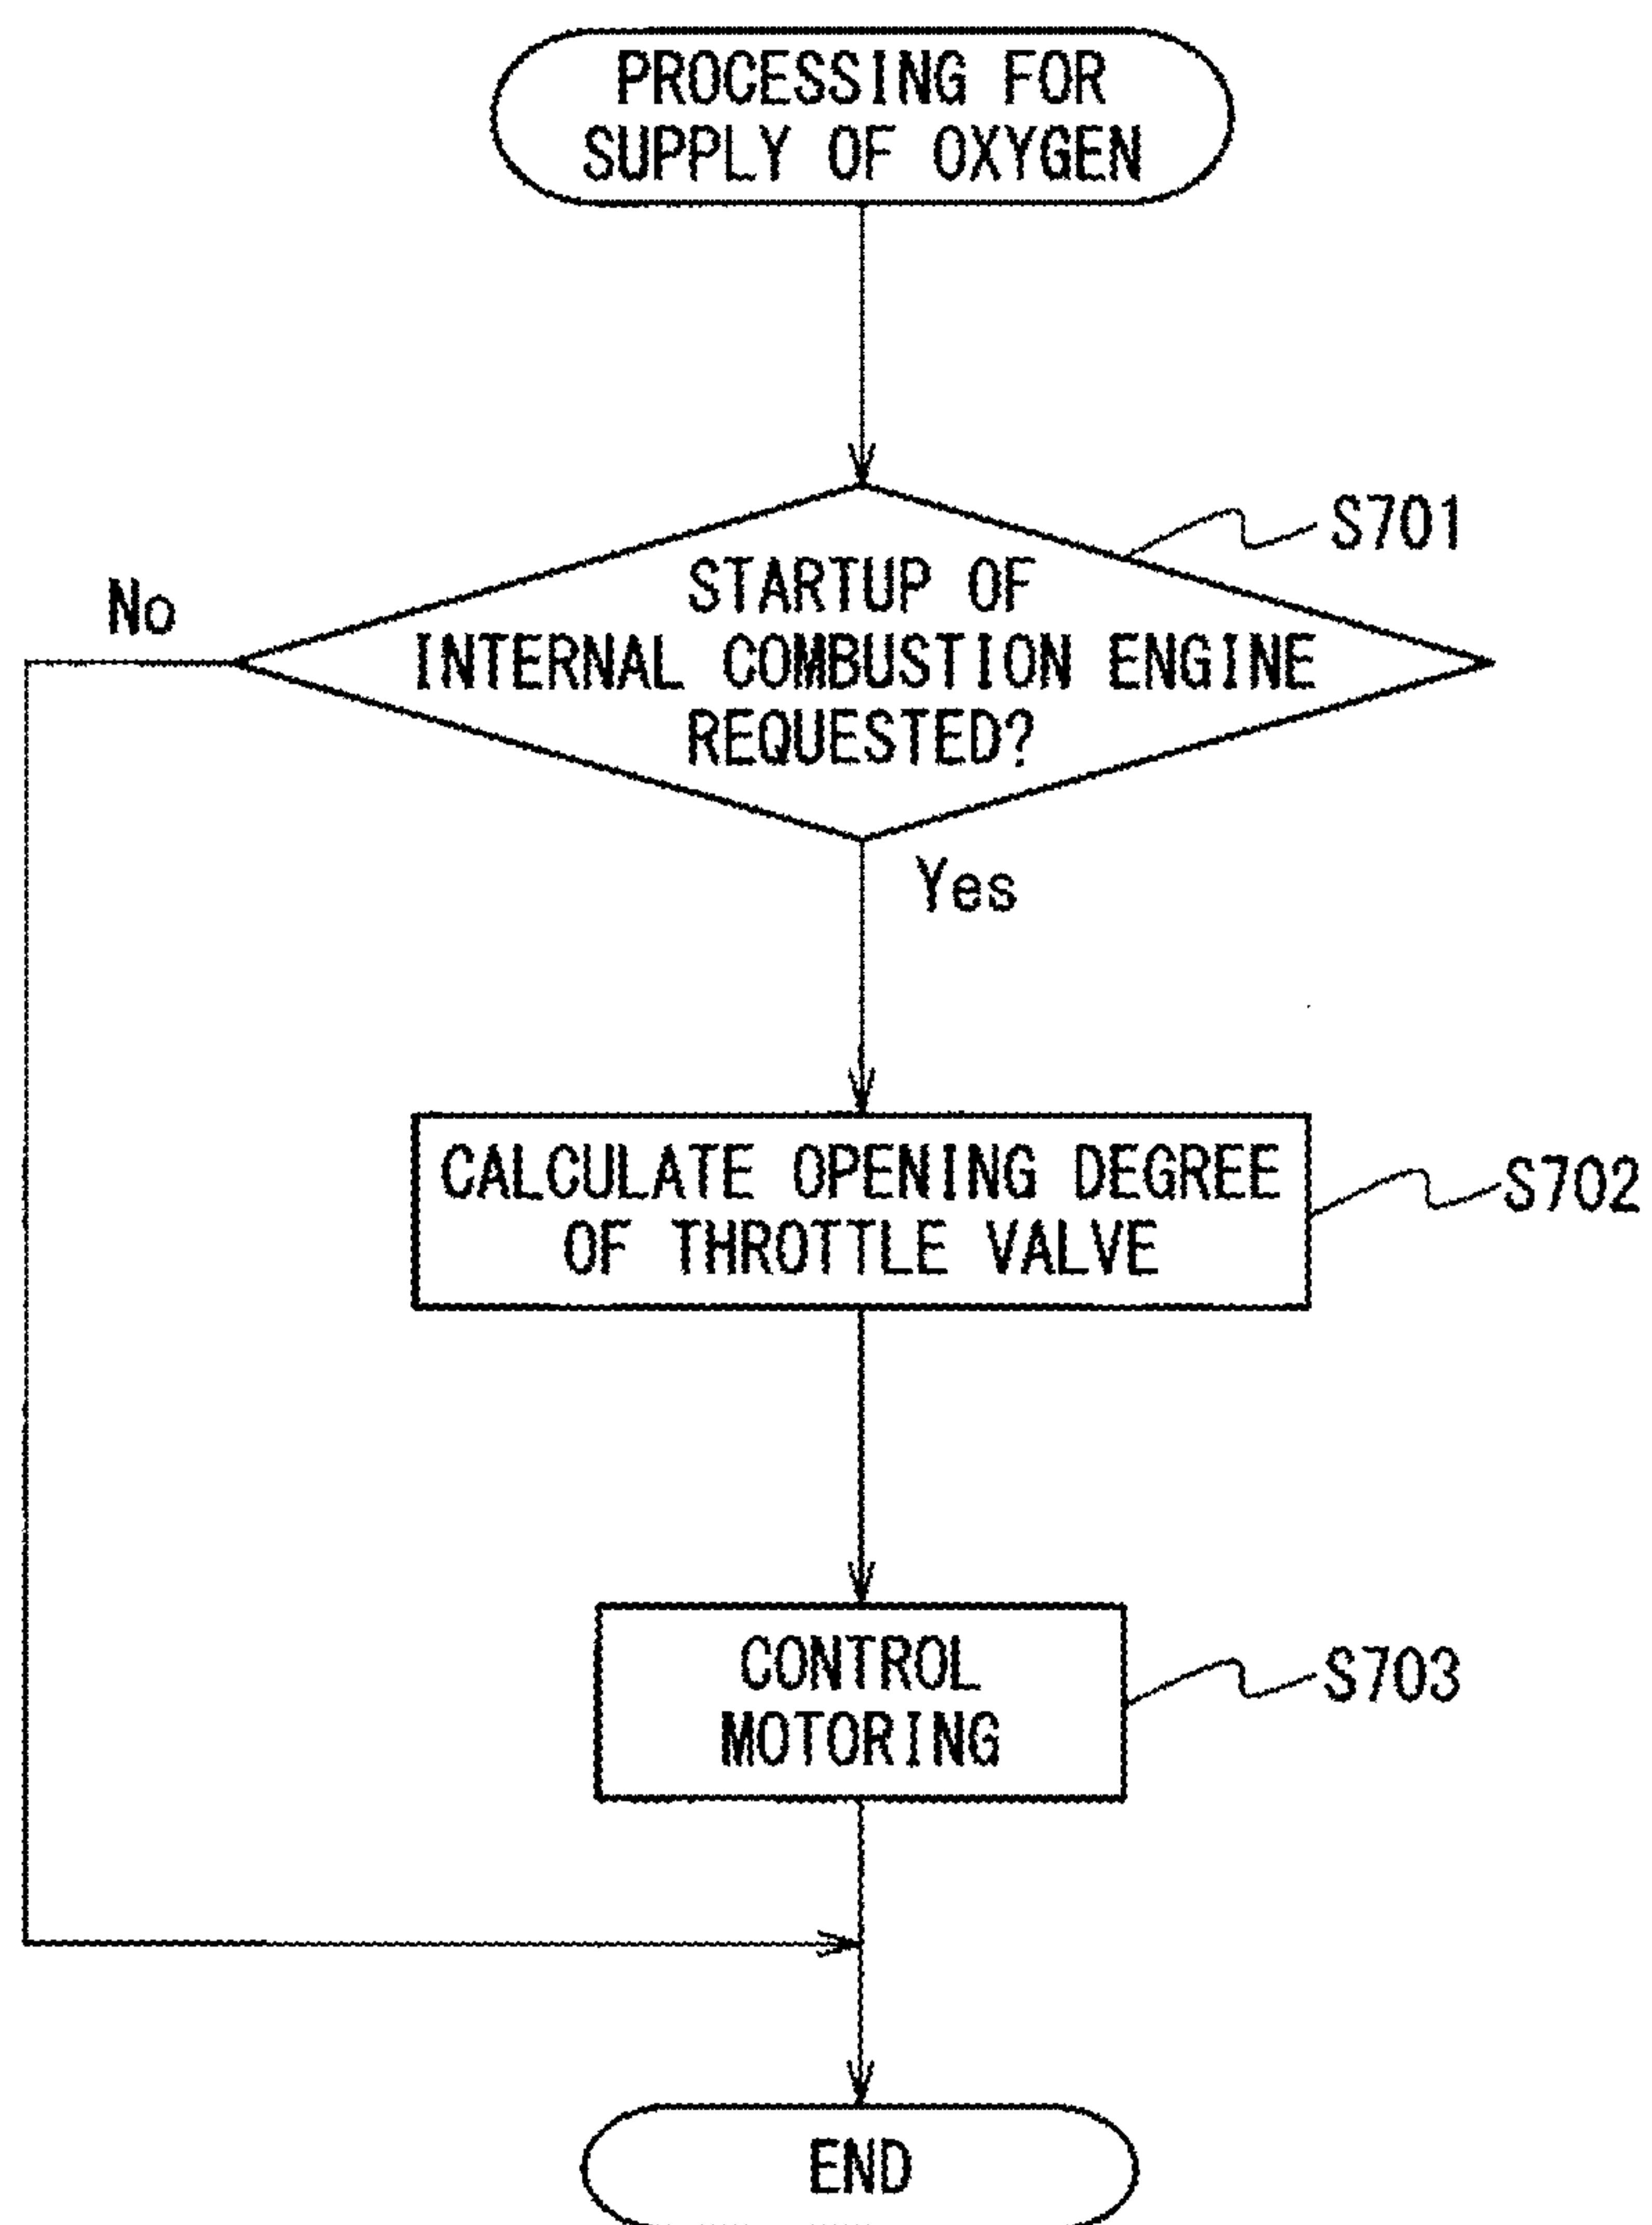 PROCESSING FOR
SUPPLY OF OXYGEN
S701
No
STARTUP OF
INTERNAL COMBUSTION ENGINE
REQUESTED?
Yes
CALCULATE OPENING DEGREE
OF THROTTLE VALVE
S702
CONTROL
MOTORING
S703
END